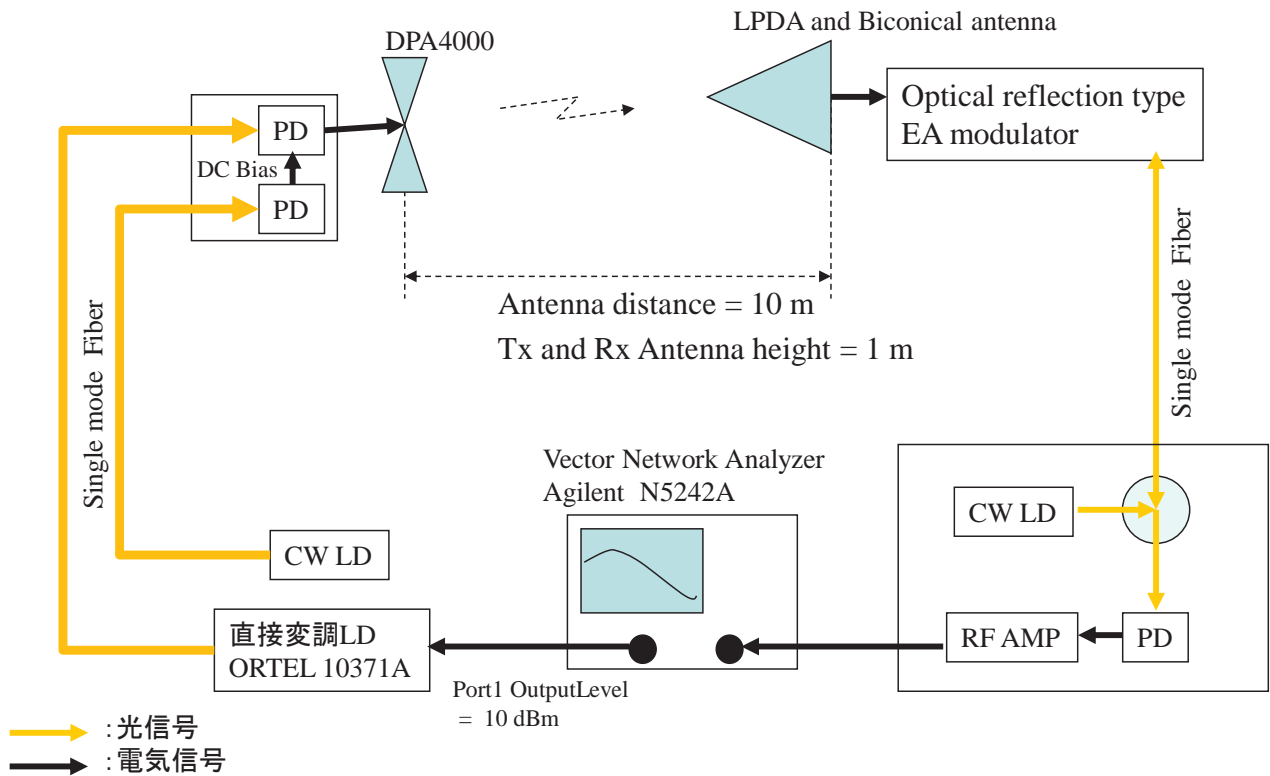 DPA4000
LPDA and Biconical antenna
PD
DC Bias
PD
Optical reflection type
EA modulator
Antenna distance = 10 m
Tx and Rx Antenna height = 1 m
Single mode Fiber
Single mode Fiber
Vector Network Analyzer
Agilent N5242A
CW LD
CW LD
直接変調LD
ORTEL 10371A
RF AMP
PD
Port1 OutputLevel
= 10 dBm
:光信号
:電気信号